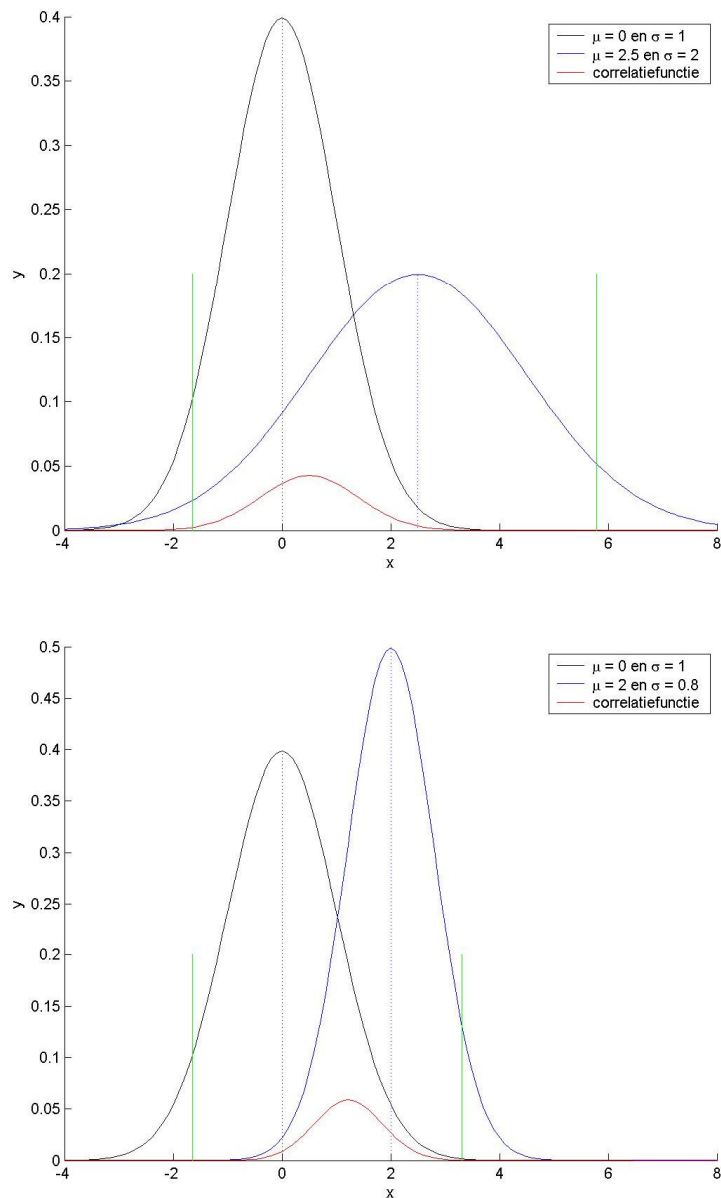 0.4
μ = 0 en σ = 1
μ = 2.5 en σ = 2
correlatiefunctie
0.35
0.3
0.25
y
0.2
0.15
0.1
0.05
0
-4 -2 0 2 4 6 8
x
0.5
μ = 0 en σ = 1
μ = 2 en σ = 0.8
correlatiefunctie
0.45
0.4
0.35
0.3
0.25
y
0.2
0.15
0.1
0.05
0
-4 -2 0 2 4 6 8
x